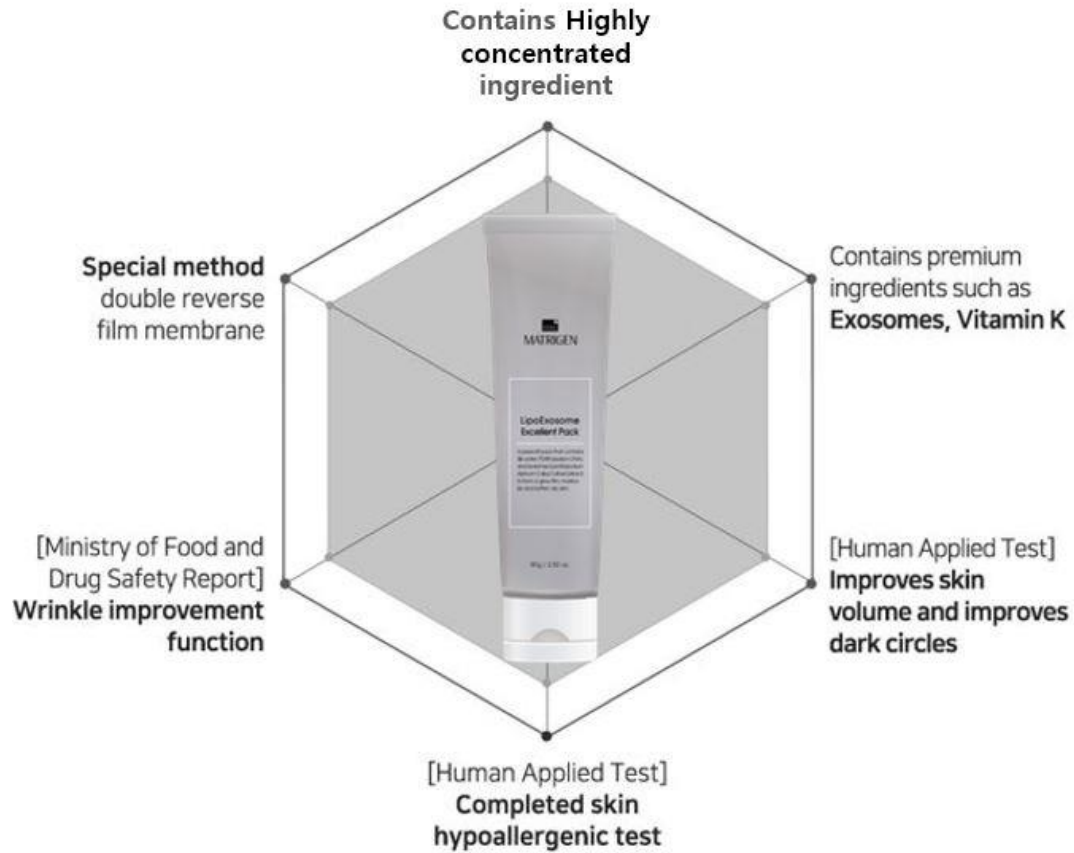 Contains Highly
concentrated
ingredient
Special method
double reverse
film membrane
Contains premium
ingredients such as
Exosomes, Vitamin K
MATRIGEN
LipoExosome
Excellent Pack
[Ministry of Food and
Drug Safety Report]
Wrinkle improvement
function
[Human Applied Test]
Improves skin
volume and improves
dark circles
[Human Applied Test]
Completed skin
hypoallergenic test